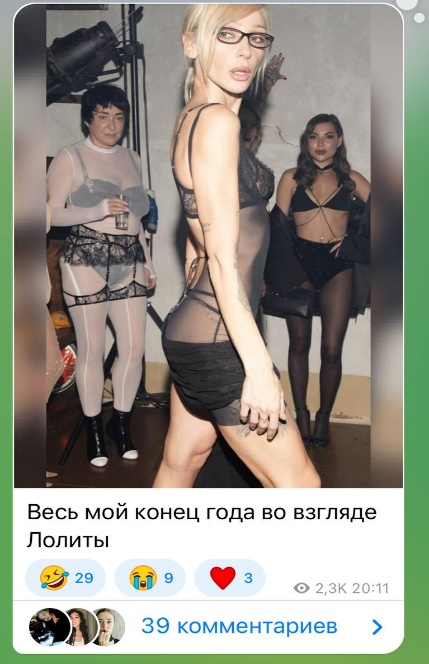 Весь мой конец года во взгляде
Лолиты
🤣 29 😭 9 ❤️ 3 2,3K 20:11
39 комментариев